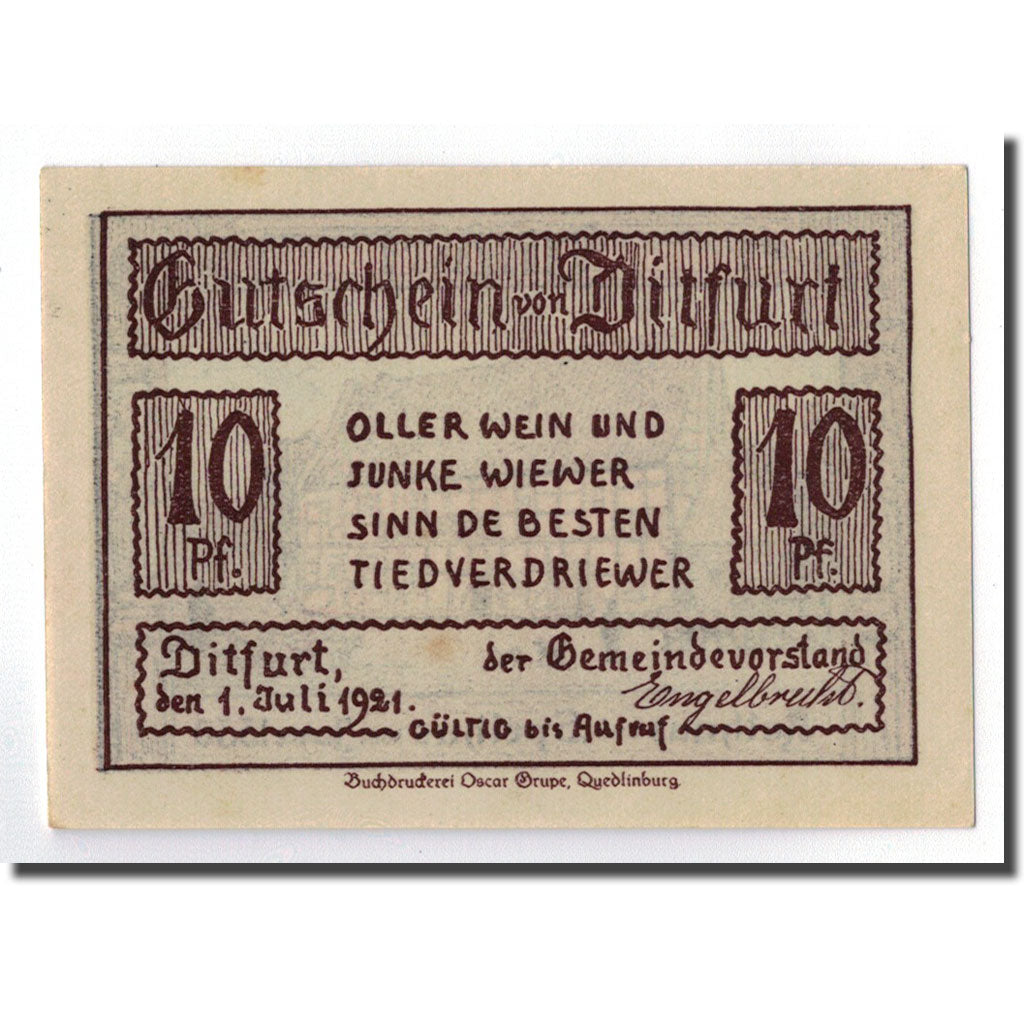 Gutschein von Ditfurt
10 Pf.
OLLER WEIN UND
JUNKE WIEWER
SINN DE BESTEN
TIEDVERDRIEWER
10 Pf.
Ditfurt,
den 1. Juli 1921.
der Gemeindevorstand
Engelbrecht.
GÜLTIG bis Aufruf
Buchdruckerei Oscar Grupe, Quedlinburg.